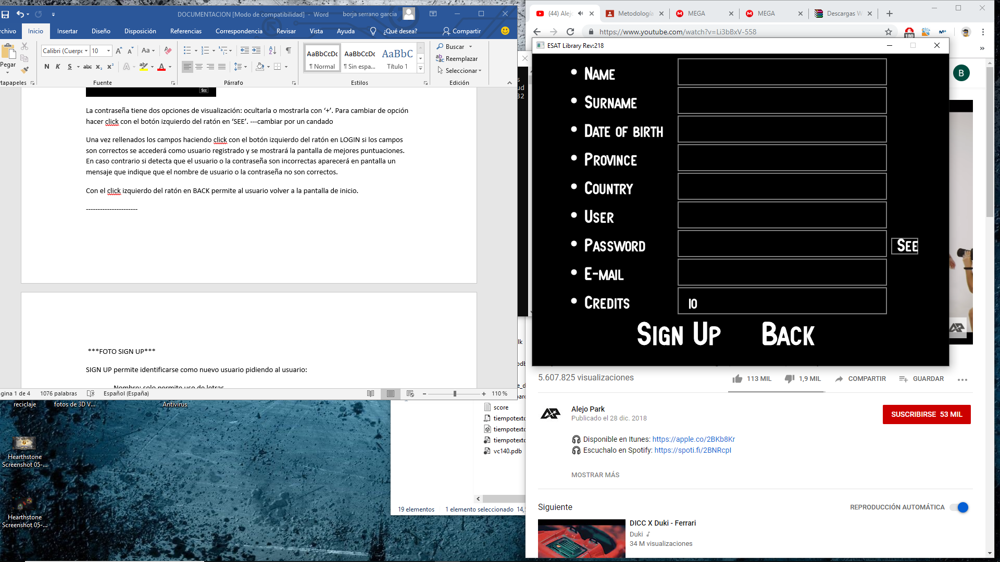 DOCUMENTACION [Modo de compatibilidad] - Word
borja serrano garcia
rchivo
Inicio
Insertar
Diseño
Disposición
Referencias
Correspondencia
Revisar
Vista
Ayuda
¿Qué desea?
Compartir
Pegar
Calibri (Cuerpo
10
Aa
N K S abc x₂ x²
AaBbCcDc
¶ Normal
AaBbCcDc
¶ Sin espa...
AaBbC
Título 1
Buscar
Reemplazar
Seleccionar
rtapapeles
Fuente
Párrafo
Estilos
Edición
SEE
La contraseña tiene dos opciones de visualización: ocultarla o mostrarla con ‘+’. Para cambiar de opción
hacer click con el botón izquierdo del ratón en ‘SEE’. ---cambiar por un candado
Una vez rellenados los campos haciendo click con el botón izquierdo del ratón en LOGIN si los campos
son correctos se accederá como usuario registrado y se mostrará la pantalla de mejores puntuaciones.
En caso contrario si detecta que el usuario o la contraseña son incorrectas aparecerá en pantalla un
mensaje que indique que el nombre de usuario o la contraseña no son correctos.
Con el click izquierdo del ratón en BACK permite al usuario volver a la pantalla de inicio.
----------------------
***FOTO SIGN UP***
SIGN UP permite identificarse como nuevo usuario pidiendo al usuario:
Nombre: solo permite uso de letras
gina 1 de 4
1076 palabras
Español (España)
110 %
reciclaje
fotos de 3D V...
Antivirus
Hearthstone
Screenshot 05-...
Hearthstone
Screenshot 05-...
score
tiempotexto
tiempotexto
tiempotexto
vc140.pdb
19 elementos
1 elemento seleccionado
14,
(44) Alejo
Metodología
MEGA
MEGA
Descargas W
https://www.youtube.com/watch?v=Li3bBxV-558
180
B
ESAT Library Rev:218
• Name
• Surname
• Date of birth
• Province
• Country
• User
• Password
See
• E-mail
• Credits
10
Sign Up
Back
5.607.825 visualizaciones
113 MIL
1,9 MIL
COMPARTIR
GUARDAR
Alejo Park
Publicado el 28 dic. 2018
SUSCRIBIRSE 53 MIL
Disponible en Itunes: https://apple.co/2BKb8Kr
Escuchalo en Spotify: https://spoti.fi/2BNRcpI
MOSTRAR MÁS
Siguiente
REPRODUCCIÓN AUTOMÁTICA
DICC X Duki - Ferrari
Duki
34 M visualizaciones